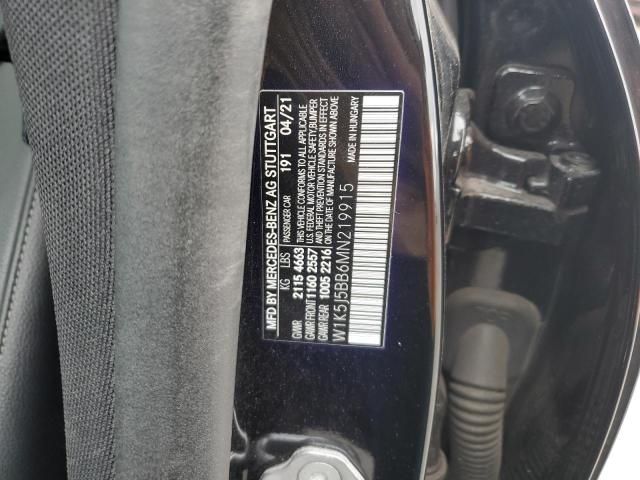 MFD BY MERCEDES-BENZ AG STUTTGART
PASSENGER CAR 191 04/21
KG LBS
GVWR 2115 4663
GAWR FRONT 1160 2557
GAWR REAR 1005 2216
THIS VEHICLE CONFORMS TO ALL APPLICABLE
U.S. FEDERAL MOTOR VEHICLE SAFETY, BUMPER
AND THEFT PREVENTION STANDARDS IN EFFECT
ON THE DATE OF MANUFACTURE SHOWN ABOVE
W1K5J5BB6MN219915
MADE IN HUNGARY